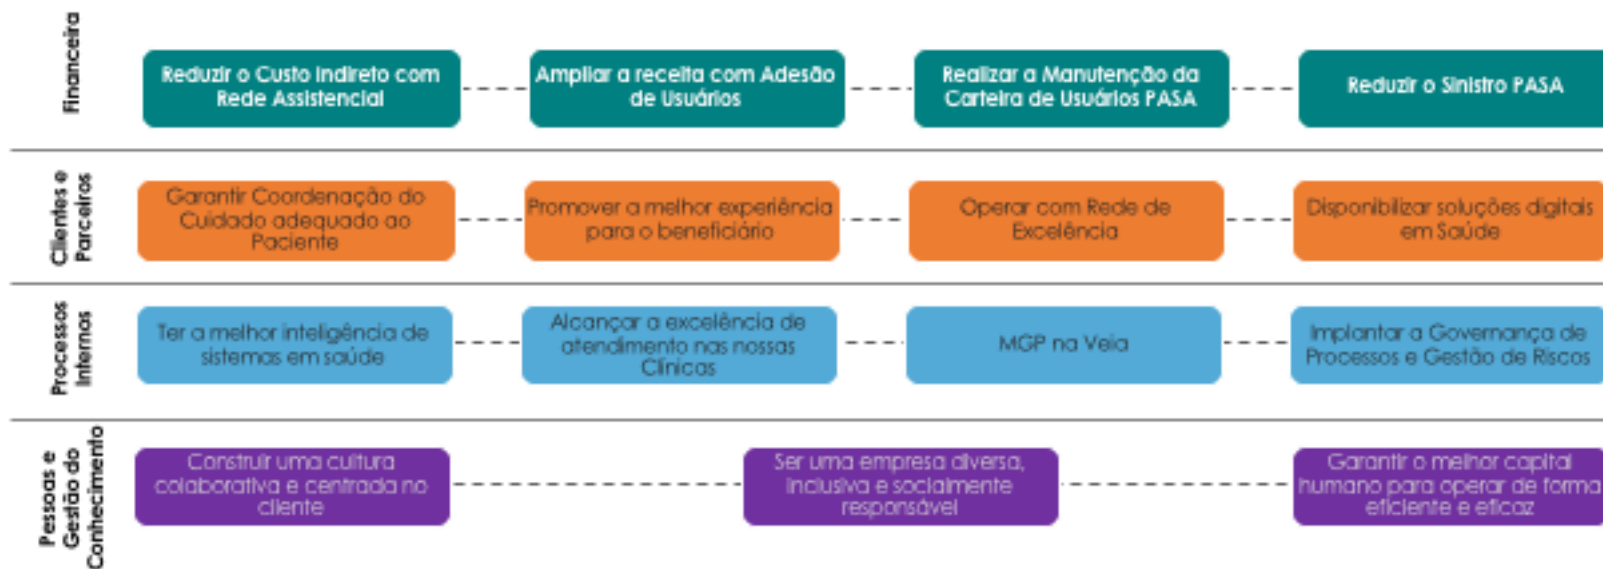 Financeira
Reduzir o Custo Indireto com
Rede Assistencial
Ampliar a receita com Adesão
de Usuários
Realizar a Manutenção da
Carteira de Usuários PASA
Reduzir o Sinistro PASA
Clientes e
Parceiros
Garantir Coordenação do
Cuidado adequado ao
Paciente
Promover a melhor experiência
para o beneficiário
Operar com Rede de
Excelência
Disponibilizar soluções digitais
em Saúde
Processos
Internos
Ter a melhor inteligência de
sistemas em saúde
Alcançar a excelência de
atendimento nas nossas
Clínicas
MGP na Veia
Implantar a Governança de
Processos e Gestão de Riscos
Pessoas e
Gestão do
Conhecimento
Construir uma cultura
colaborativa e centrada no
cliente
Ser uma empresa diversa,
inclusiva e socialmente
responsável
Garantir o melhor capital
humano para operar de forma
eficiente e eficaz